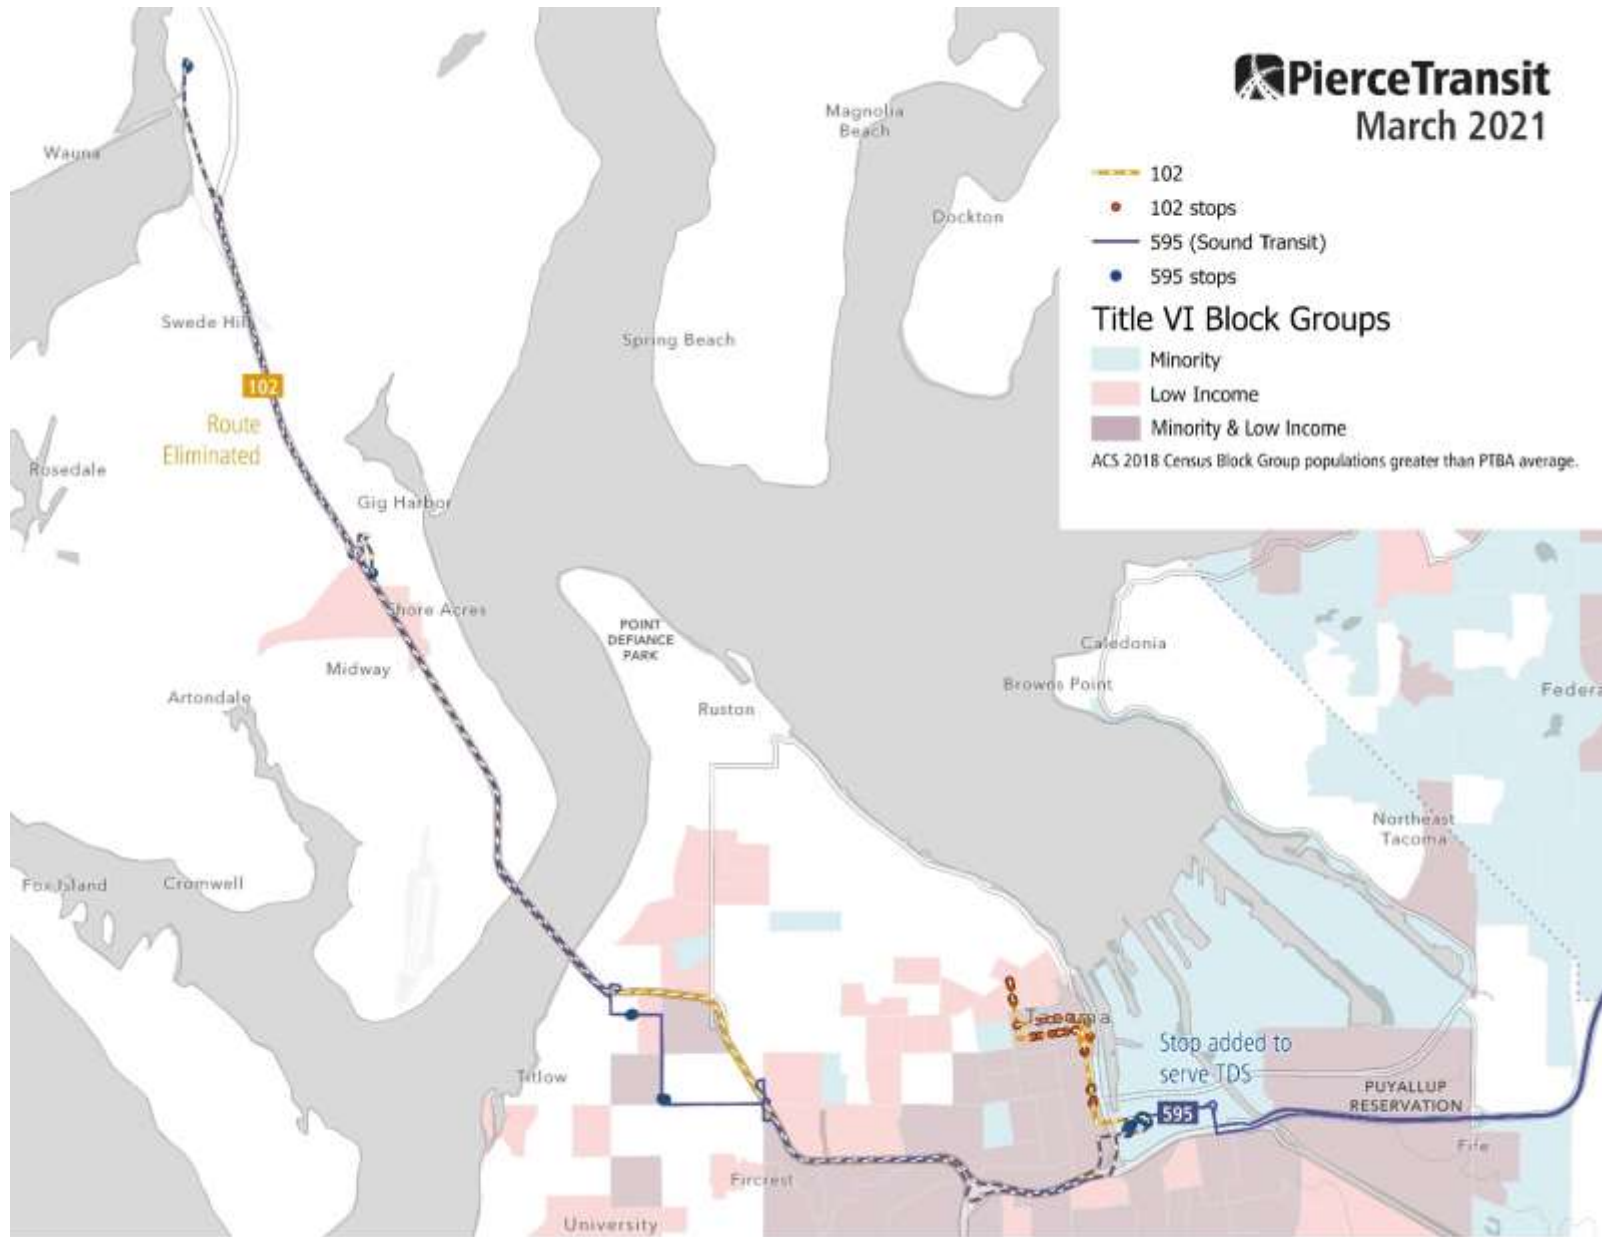 PierceTransit
March 2021
102
102 stops
595 (Sound Transit)
595 stops
Title VI Block Groups
Minority
Low Income
Minority & Low Income
ACS 2018 Census Block Group populations greater than PTBA average.
Magnolia
Beach
Wauna
Dockton
Swede Hill
Spring Beach
102
Route
Eliminated
Rosedale
Gig Harbor
Shore Acres
POINT
DEFIANCE
PARK
Caledonia
Midway
Browns Point
Federa
Artondale
Ruston
Northeast
Tacoma
Fox Island
Cromwell
Tacoma
Stop added to
serve TDS
Titlow
PUYALLUP
RESERVATION
595
Fife
Fircrest
University